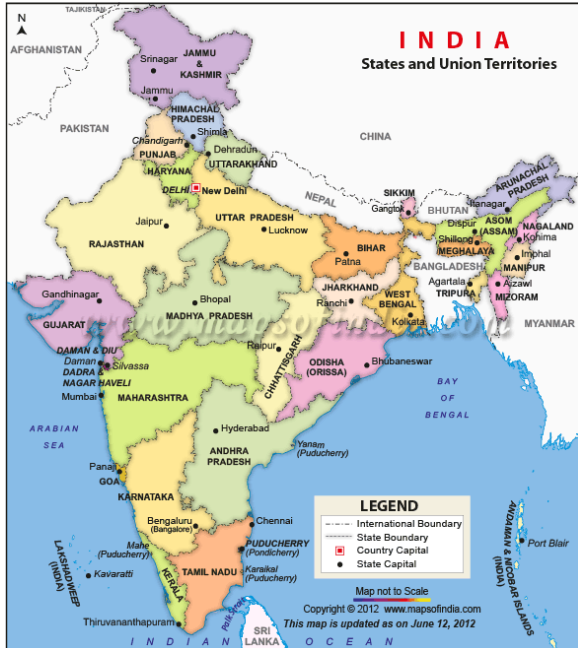 TAJIKISTAN
N
AFGHANISTAN
INDIA
States and Union Territories
JAMMU
&
KASHMIR
Srinagar
Jammu
PAKISTAN
CHINA
HIMACHAL
PRADESH
Shimla
Chandigarh
PUNJAB
Dehradun
UTTARAKHAND
HARYANA
DELHI
New Delhi
NEPAL
SIKKIM
Gangtok
BHUTAN
ARUNACHAL
PRADESH
Itanagar
Dispur
ASOM
(ASSAM)
NAGALAND
Kohima
Shillong
MEGHALAYA
Imphal
MANIPUR
BANGLADESH
Agartala
TRIPURA
Aizawl
MIZORAM
MYANMAR
Jaipur
RAJASTHAN
UTTAR PRADESH
Lucknow
BIHAR
Patna
JHARKHAND
Ranchi
WEST
BENGAL
Kolkata
Gandhinagar
GUJARAT
Bhopal
MADHYA PRADESH
www.mapsofindia.com
Raipur
CHHATTISGARH
ODISHA
(ORISSA)
Bhubaneswar
DAMAN & DIU
Daman
Silvassa
DADRA &
NAGAR HAVELI
Mumbai
MAHARASHTRA
BAY
OF
BENGAL
ARABIAN
SEA
Hyderabad
ANDHRA
PRADESH
Yanam
(Puducherry)
Panaji
GOA
KARNATAKA
Bengaluru
(Bangalore)
Chennai
Mahe
(Puducherry)
PUDUCHERRY
(Pondicherry)
Karaikal
(Puducherry)
TAMIL NADU
KERALA
LAKSHADWEEP
(INDIA)
Kavaratti
Thiruvananthapuram
Palk Strait
SRI
LANKA
INDIAN OCEAN
ANDAMAN & NICOBAR ISLANDS
(INDIA)
Port Blair
LEGEND
International Boundary
State Boundary
Country Capital
State Capital
Map not to Scale
Copyright © 2012 www.mapsofindia.com
This map is updated as on June 12, 2012